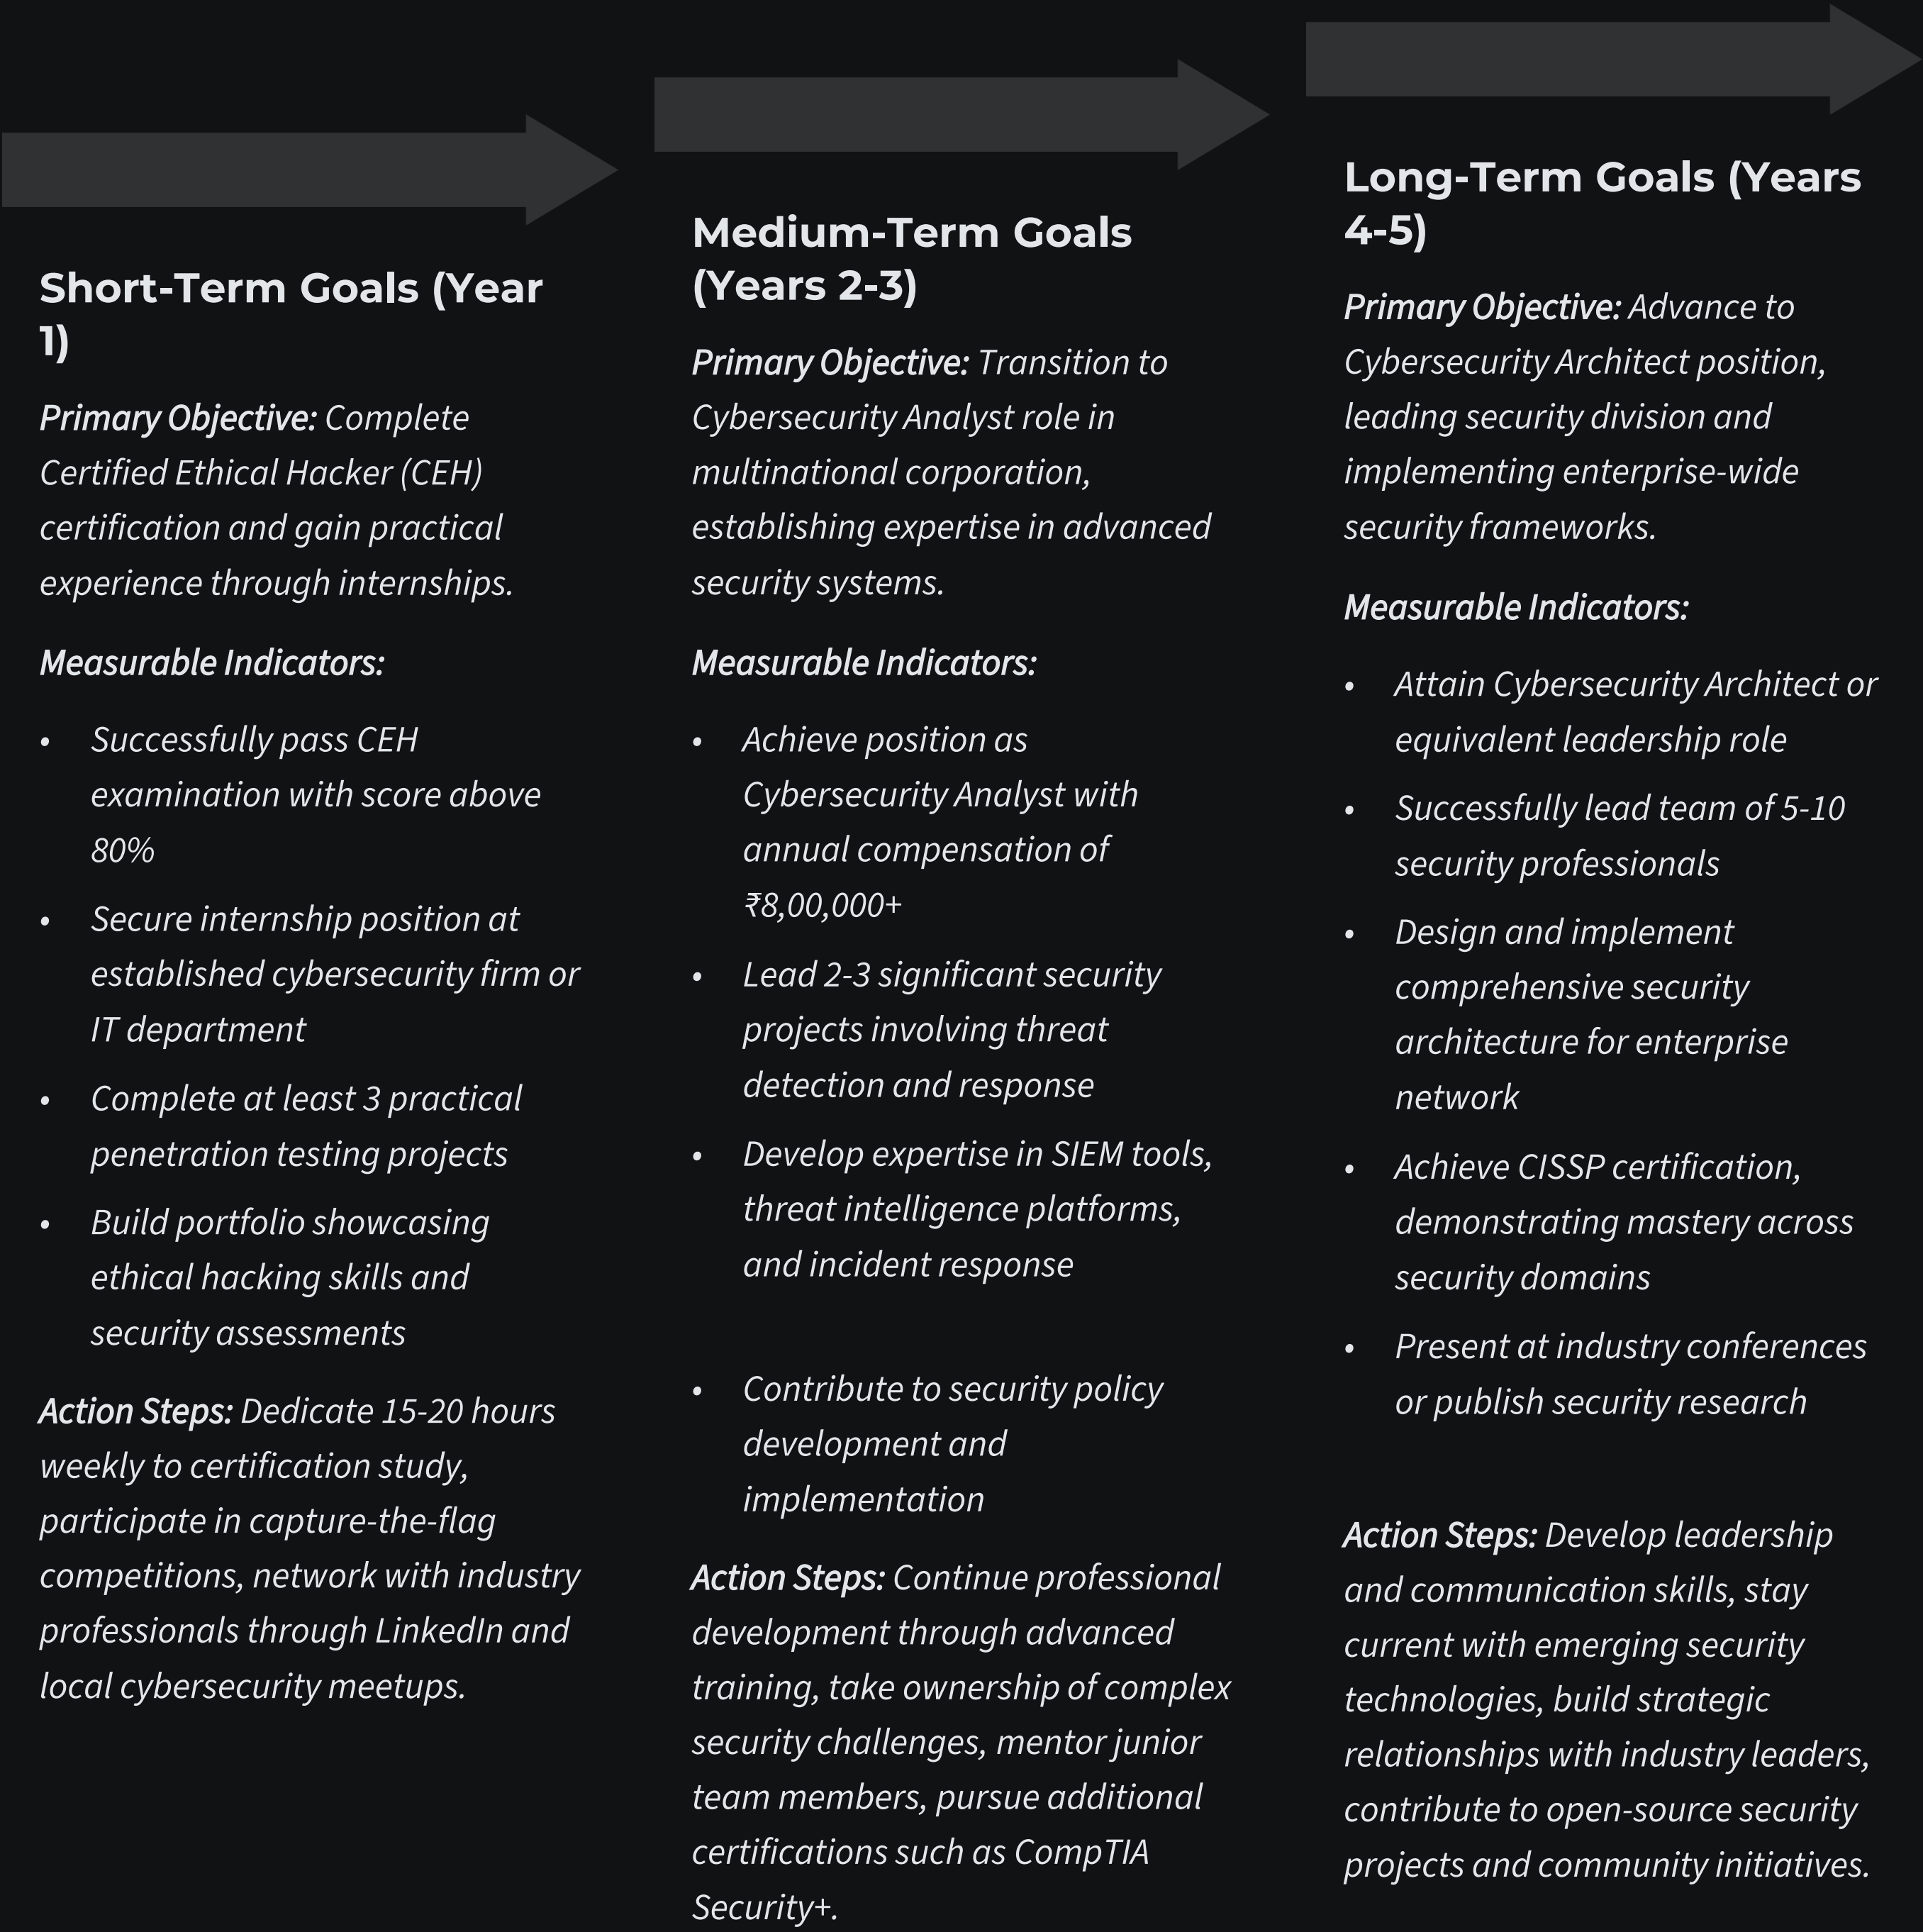 Short-Term Goals (Year
1)
Primary Objective: Complete
Certified Ethical Hacker (CEH)
certification and gain practical
experience through internships.
Measurable Indicators:
• Successfully pass CEH
examination with score above
80%
• Secure internship position at
established cybersecurity firm or
IT department
• Complete at least 3 practical
penetration testing projects
• Build portfolio showcasing
ethical hacking skills and
security assessments
Action Steps: Dedicate 15-20 hours
weekly to certification study,
participate in capture-the-flag
competitions, network with industry
professionals through LinkedIn and
local cybersecurity meetups.
Medium-Term Goals
(Years 2-3)
Primary Objective: Transition to
Cybersecurity Analyst role in
multinational corporation,
establishing expertise in advanced
security systems.
Measurable Indicators:
• Achieve position as
Cybersecurity Analyst with
annual compensation of
₹8,00,000+
• Lead 2-3 significant security
projects involving threat
detection and response
• Develop expertise in SIEM tools,
threat intelligence platforms,
and incident response
• Contribute to security policy
development and
implementation
Action Steps: Continue professional
development through advanced
training, take ownership of complex
security challenges, mentor junior
team members, pursue additional
certifications such as CompTIA
Security+.
Long-Term Goals (Years
4-5)
Primary Objective: Advance to
Cybersecurity Architect position,
leading security division and
implementing enterprise-wide
security frameworks.
Measurable Indicators:
• Attain Cybersecurity Architect or
equivalent leadership role
• Successfully lead team of 5-10
security professionals
• Design and implement
comprehensive security
architecture for enterprise
network
• Achieve CISSP certification,
demonstrating mastery across
security domains
• Present at industry conferences
or publish security research
Action Steps: Develop leadership
and communication skills, stay
current with emerging security
technologies, build strategic
relationships with industry leaders,
contribute to open-source security
projects and community initiatives.